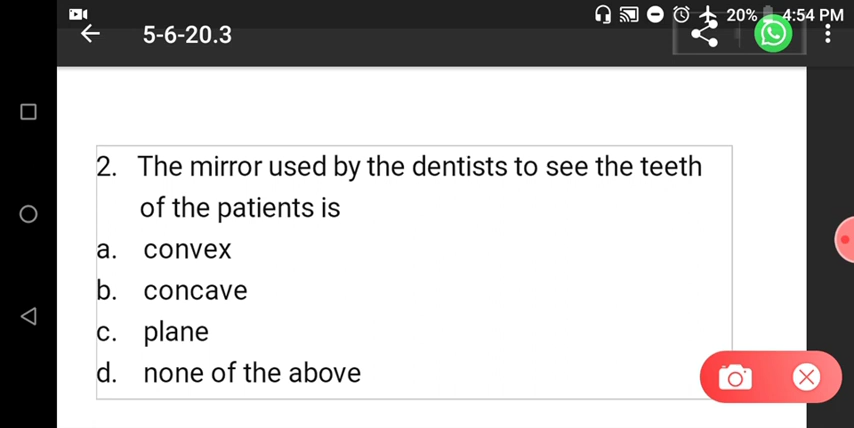 20% 4:54 PM
5-6-20.3
2. The mirror used by the dentists to see the teeth
of the patients is
a. convex
b. concave
c. plane
d. none of the above